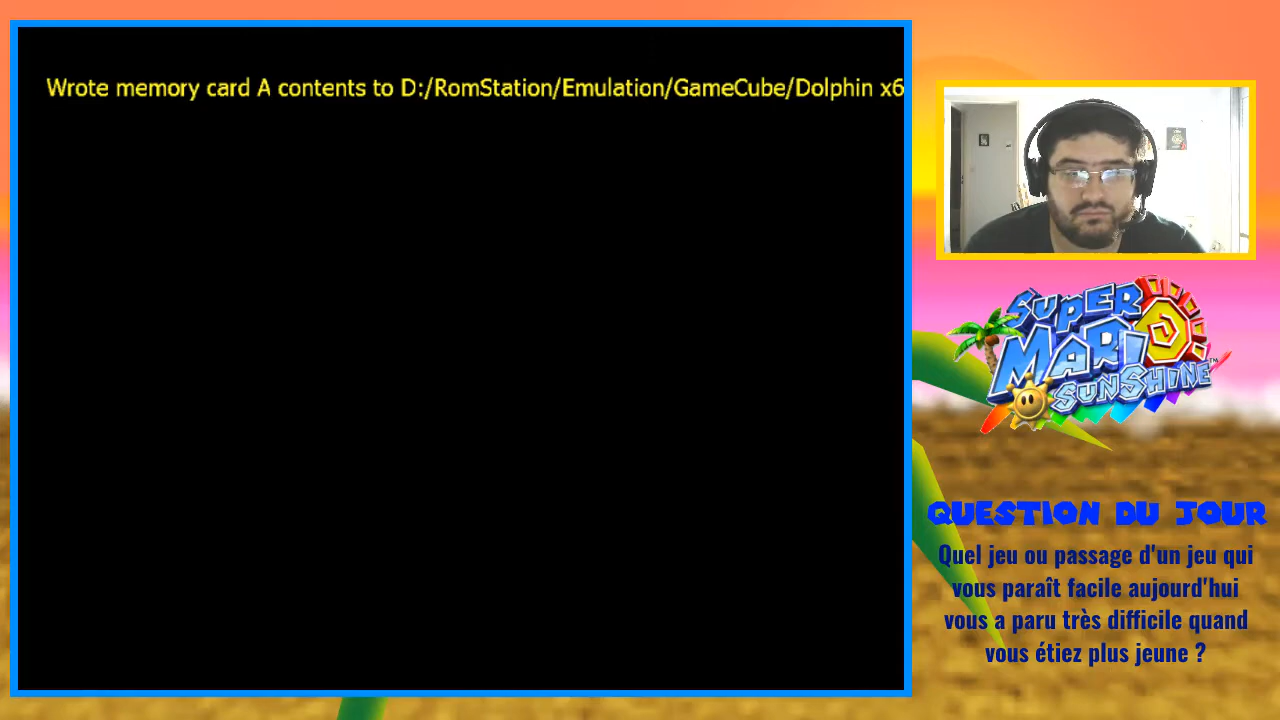 Wrote memory card A contents to D:/RomStation/Emulation/GameCube/Dolphin x6
SUPER
MARIO
SUNSHINE™
QUESTION DU JOUR
Quel jeu ou passage d'un jeu qui
vous paraît facile aujourd'hui
vous a paru très difficile quand
vous étiez plus jeune ?